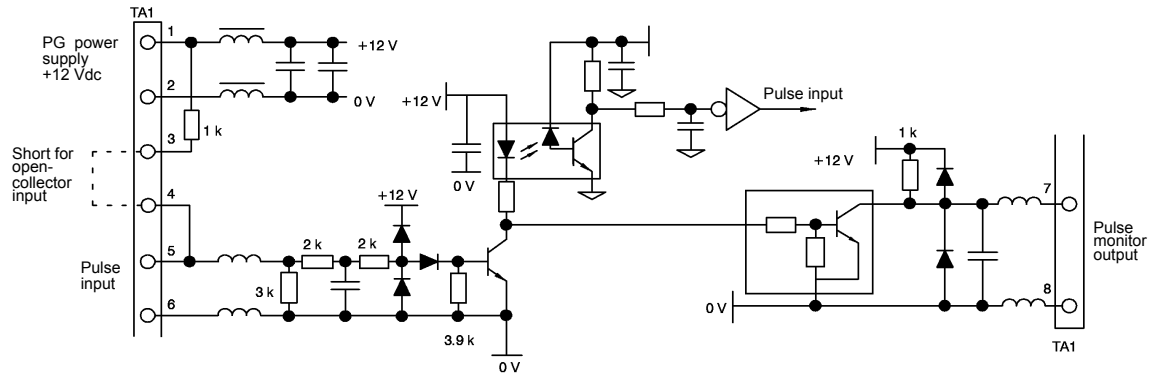 TA1
1
PG power
supply
+12 Vdc
+12 V
2
0 V
3
1 k
Short for
open-
collector
input
4
5
Pulse
input
6
2 k
2 k
3 k
+12 V
3.9 k
0 V
+12 V
0 V
Pulse input
+12 V
1 k
7
0 V
8
Pulse
monitor
output
TA1